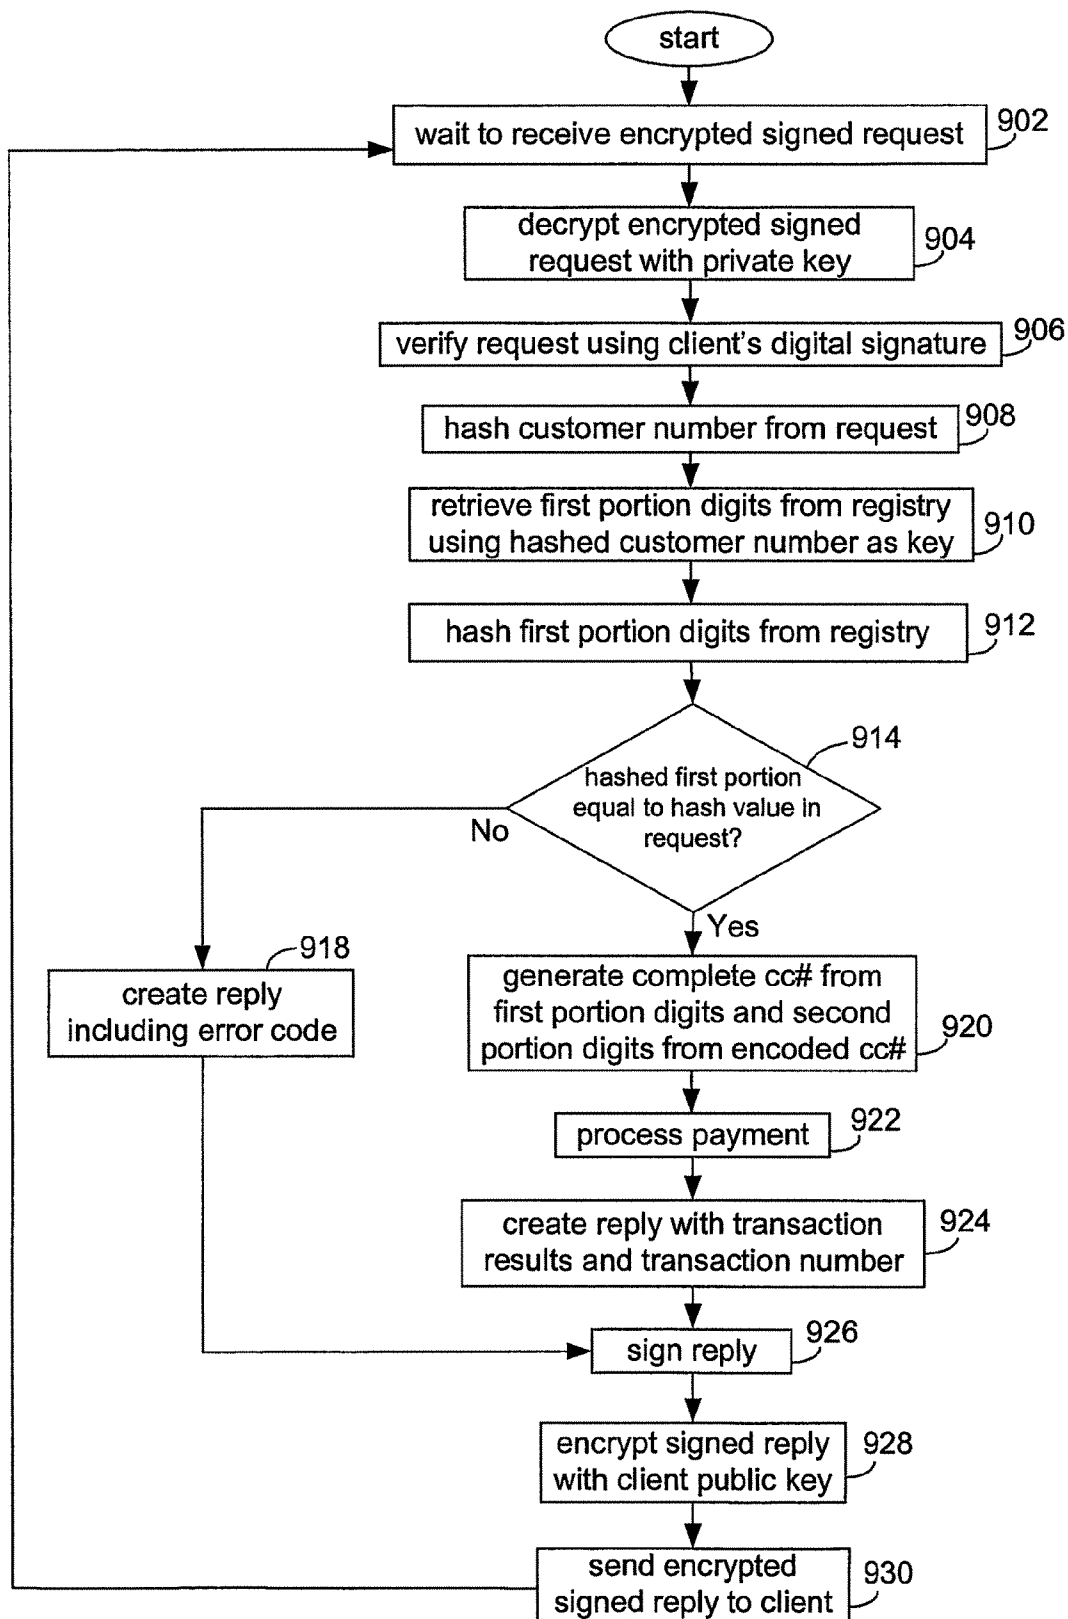 start
wait to receive encrypted signed request
902
decrypt encrypted signed
request with private key
904
verify request using client's digital signature
906
hash customer number from request
908
retrieve first portion digits from registry
using hashed customer number as key
910
hash first portion digits from registry
912
914
hashed first portion
equal to hash value in
request?
No
Yes
918
create reply
including error code
generate complete cc# from
first portion digits and second
portion digits from encoded cc#
920
process payment
922
create reply with transaction
results and transaction number
924
sign reply
926
encrypt signed reply
with client public key
928
send encrypted
signed reply to client
930